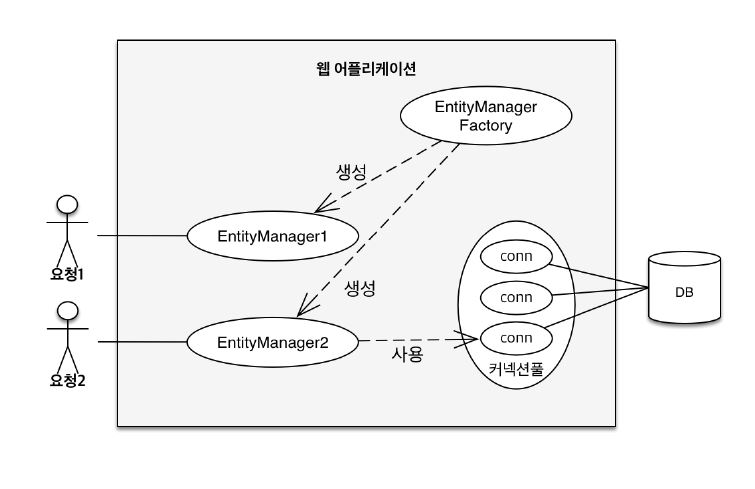 웹 어플리케이션
EntityManager
Factory
생성
EntityManager1
요청1
생성
EntityManager2
요청2
사용
conn
conn
conn
커넥션풀
DB